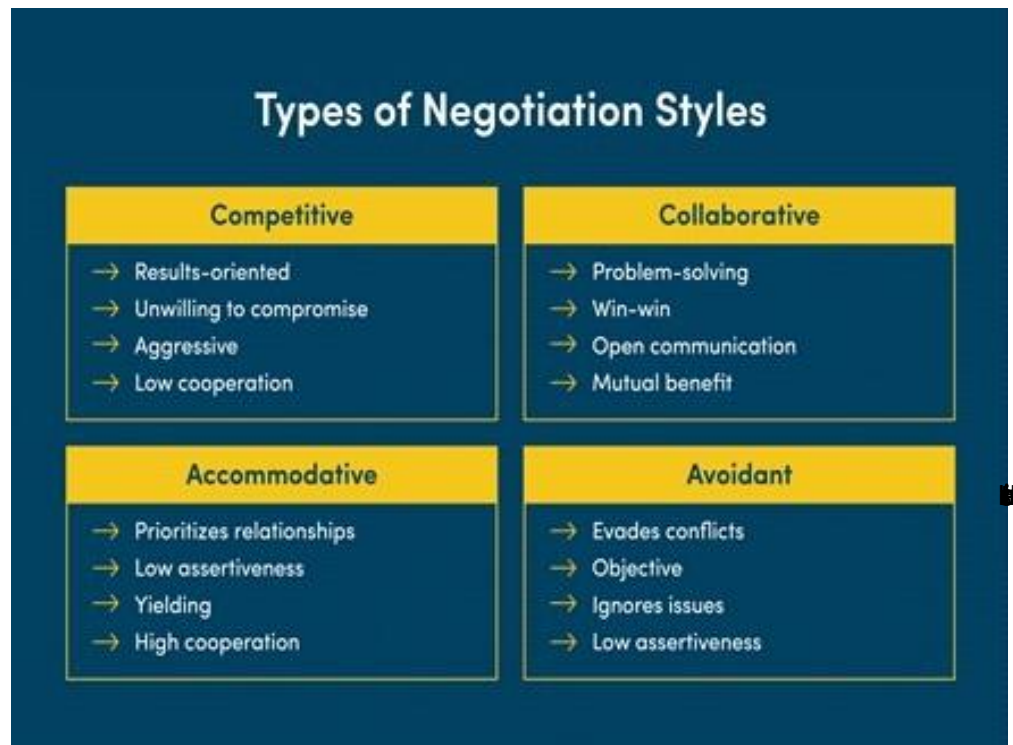 Types of Negotiation Styles
Competitive
→ Results-oriented
→ Unwilling to compromise
→ Aggressive
→ Low cooperation
Collaborative
→ Problem-solving
→ Win-win
→ Open communication
→ Mutual benefit
Accommodative
→ Prioritizes relationships
→ Low assertiveness
→ Yielding
→ High cooperation
Avoidant
→ Evades conflicts
→ Objective
→ Ignores issues
→ Low assertiveness